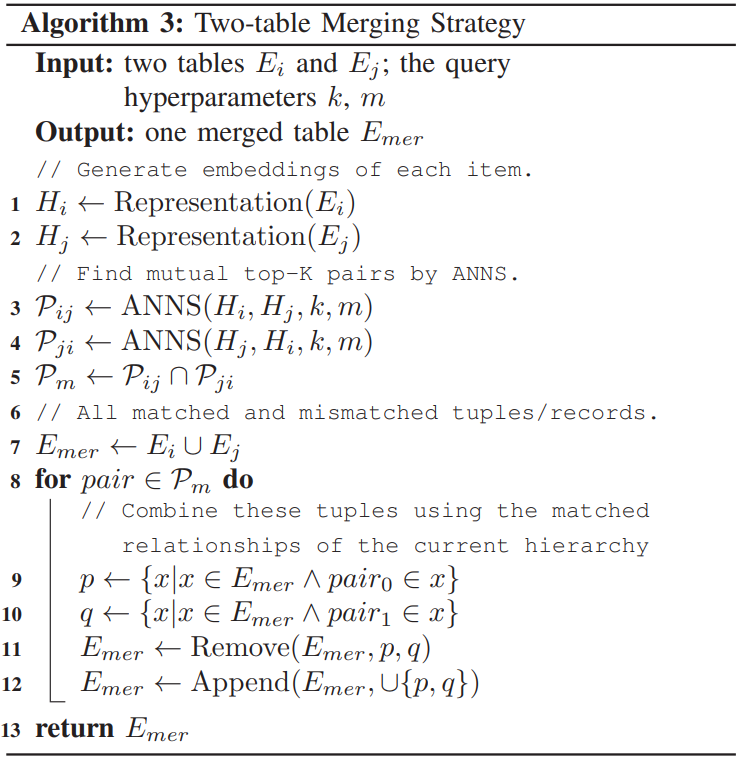 Algorithm 3: Two-table Merging Strategy
Input: two tables E_i and E_j; the query
hyperparameters k, m
Output: one merged table E_mer
// Generate embeddings of each item.
1 H_i ← Representation(E_i)
2 H_j ← Representation(E_j)
// Find mutual top-K pairs by ANNS.
3 𝒫_ij ← ANNS(H_i, H_j, k, m)
4 𝒫_ji ← ANNS(H_j, H_i, k, m)
5 𝒫_m ← 𝒫_ij ∩ 𝒫_ji
6 // All matched and mismatched tuples/records.
7 E_mer ← E_i ∪ E_j
8 for pair ∈ 𝒫_m do
// Combine these tuples using the matched
relationships of the current hierarchy
9 p ← {x|x ∈ E_mer ∧ pair_0 ∈ x}
10 q ← {x|x ∈ E_mer ∧ pair_1 ∈ x}
11 E_mer ← Remove(E_mer, p, q)
12 E_mer ← Append(E_mer, ∪{p, q})
13 return E_mer